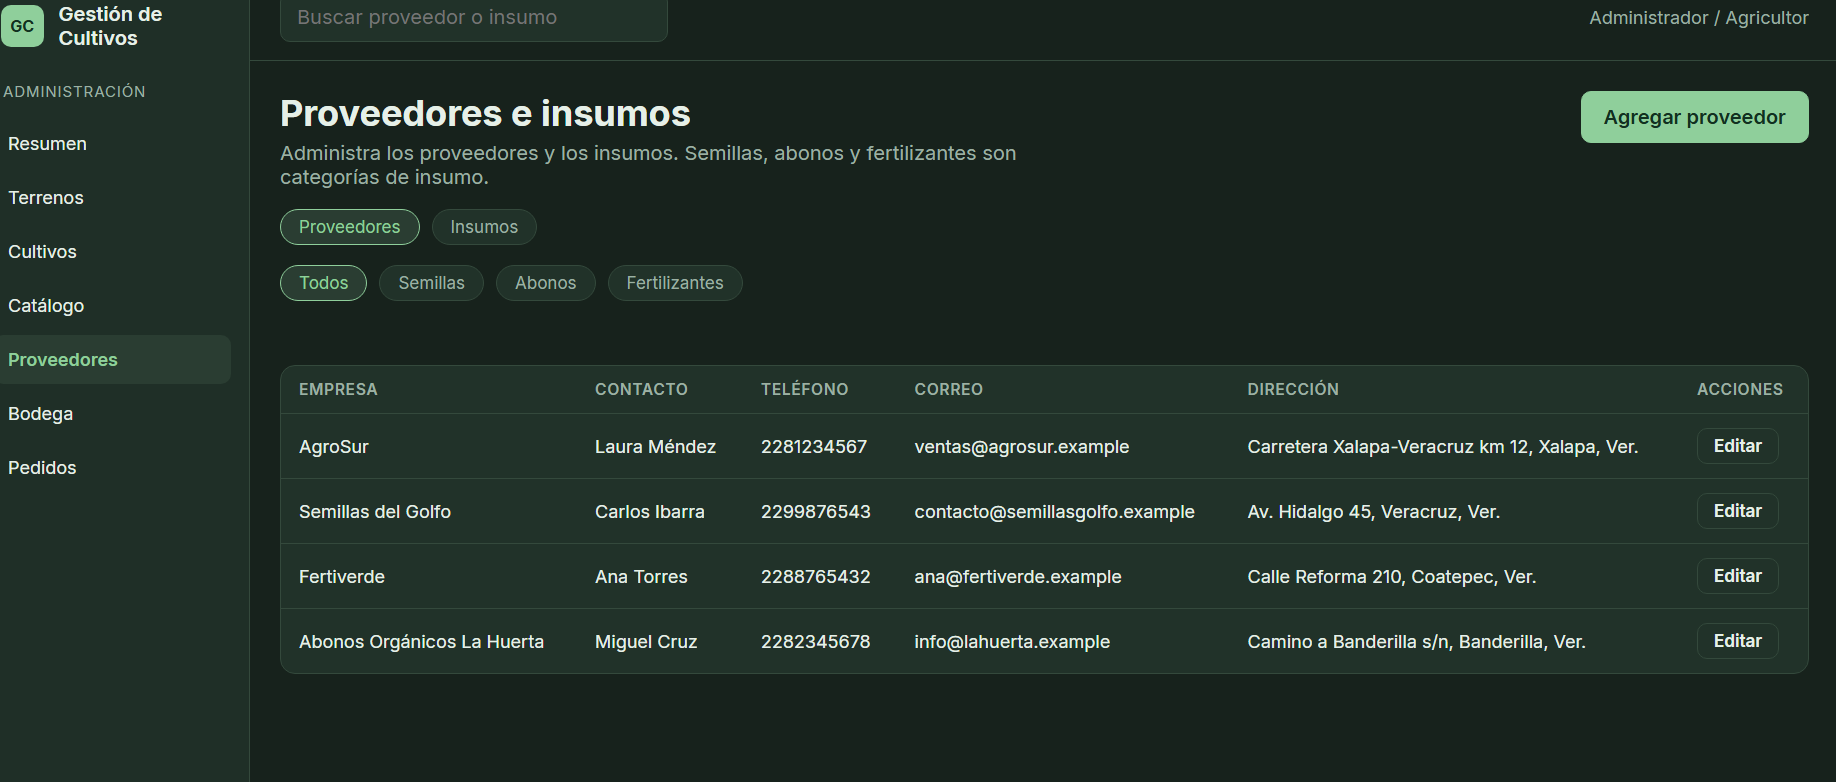 GC
Gestión de
Cultivos
Buscar proveedor o insumo
Administrador / Agricultor
ADMINISTRACIÓN
Resumen
Terrenos
Cultivos
Catálogo
Proveedores
Bodega
Pedidos
Proveedores e insumos
Agregar proveedor
Administra los proveedores y los insumos. Semillas, abonos y fertilizantes son
categorías de insumo.
Proveedores Insumos
Todos Semillas Abonos Fertilizantes
EMPRESA CONTACTO TELÉFONO CORREO DIRECCIÓN ACCIONES
AgroSur Laura Méndez 2281234567 ventas@agrosur.example Carretera Xalapa-Veracruz km 12, Xalapa, Ver. Editar
Semillas del Golfo Carlos Ibarra 2299876543 contacto@semillasgolfo.example Av. Hidalgo 45, Veracruz, Ver. Editar
Fertiverde Ana Torres 2288765432 ana@fertiverde.example Calle Reforma 210, Coatepec, Ver. Editar
Abonos Orgánicos La Huerta Miguel Cruz 2282345678 info@lahuerta.example Camino a Banderilla s/n, Banderilla, Ver. Editar